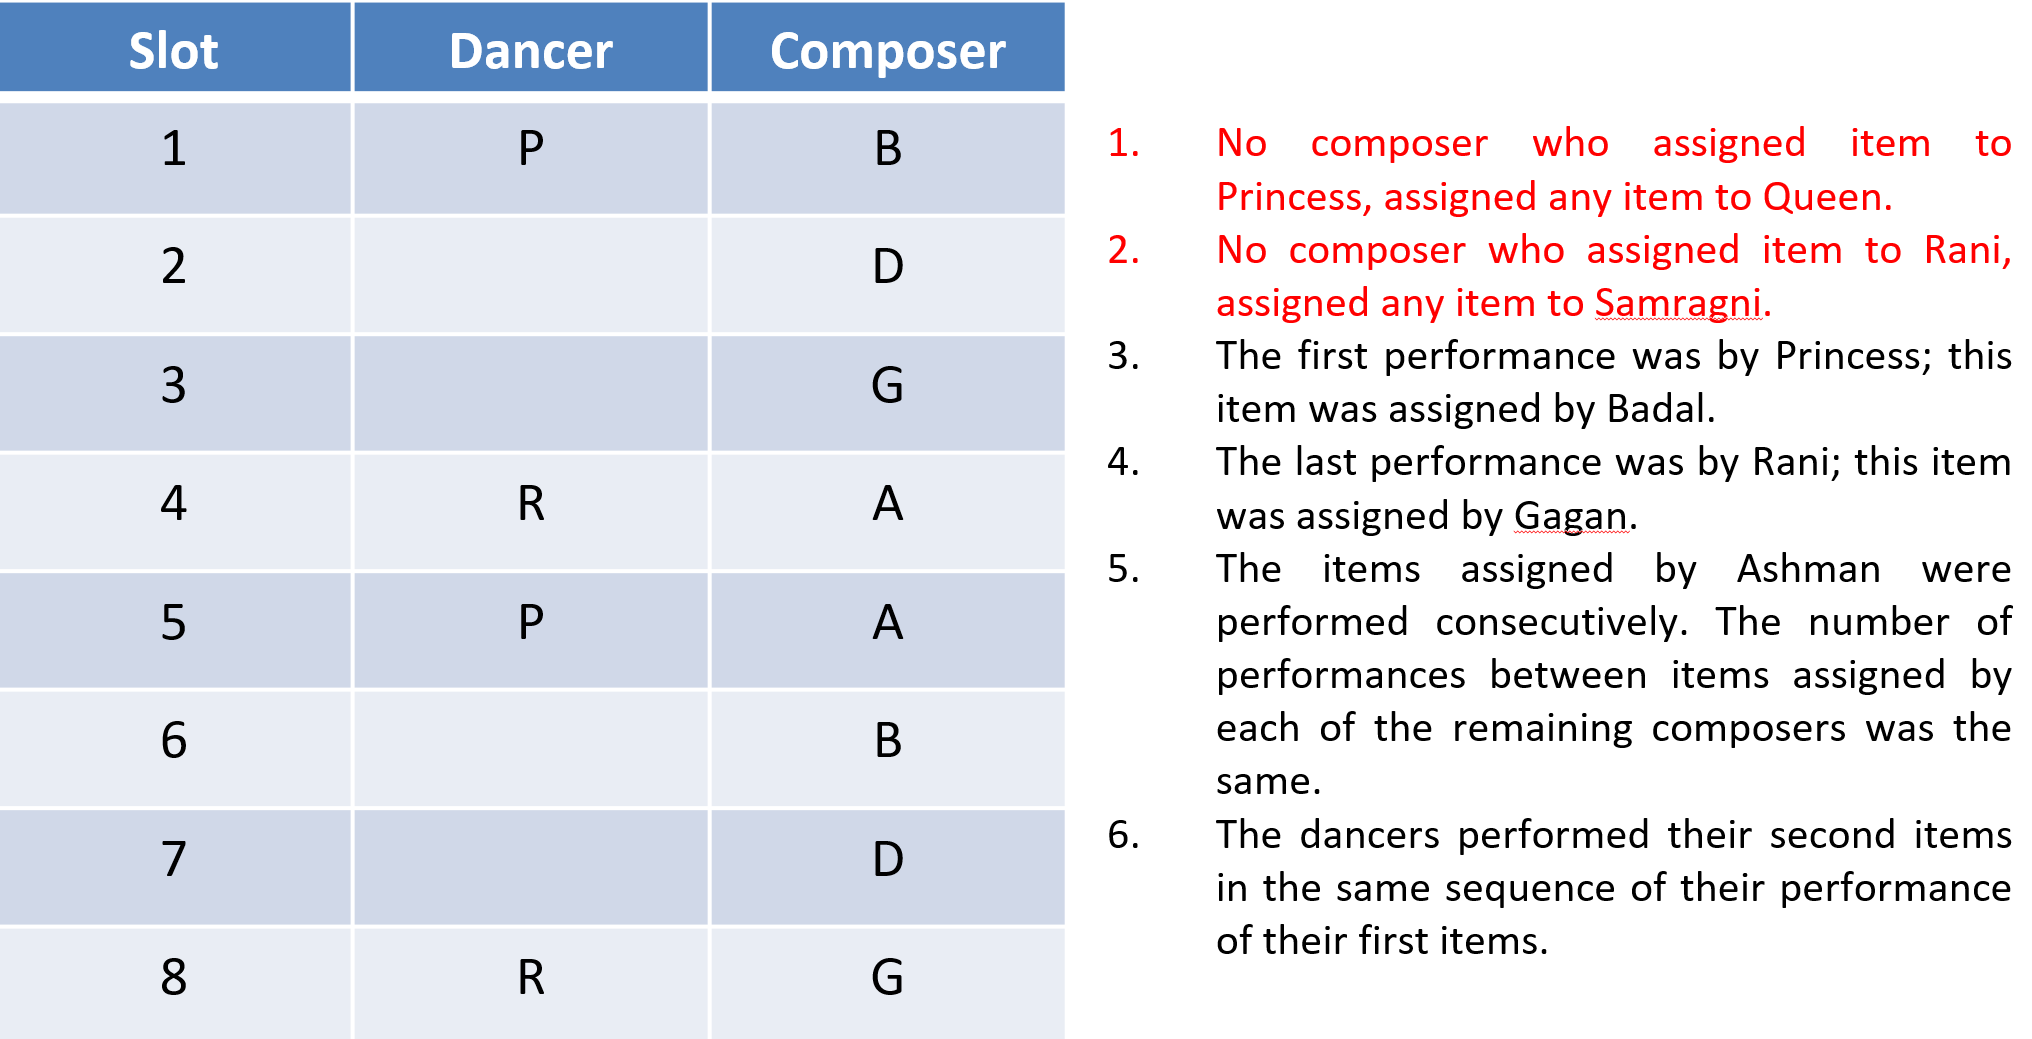 Slot Dancer Composer
1 P B
2 D
3 G
4 R A
5 P A
6 B
7 D
8 R G
1. No composer who assigned item to
Princess, assigned any item to Queen.
2. No composer who assigned item to Rani,
assigned any item to Samragni.
3. The first performance was by Princess; this
item was assigned by Badal.
4. The last performance was by Rani; this item
was assigned by Gagan.
5. The items assigned by Ashman were
performed consecutively. The number of
performances between items assigned by
each of the remaining composers was the
same.
6. The dancers performed their second items
in the same sequence of their performance
of their first items.